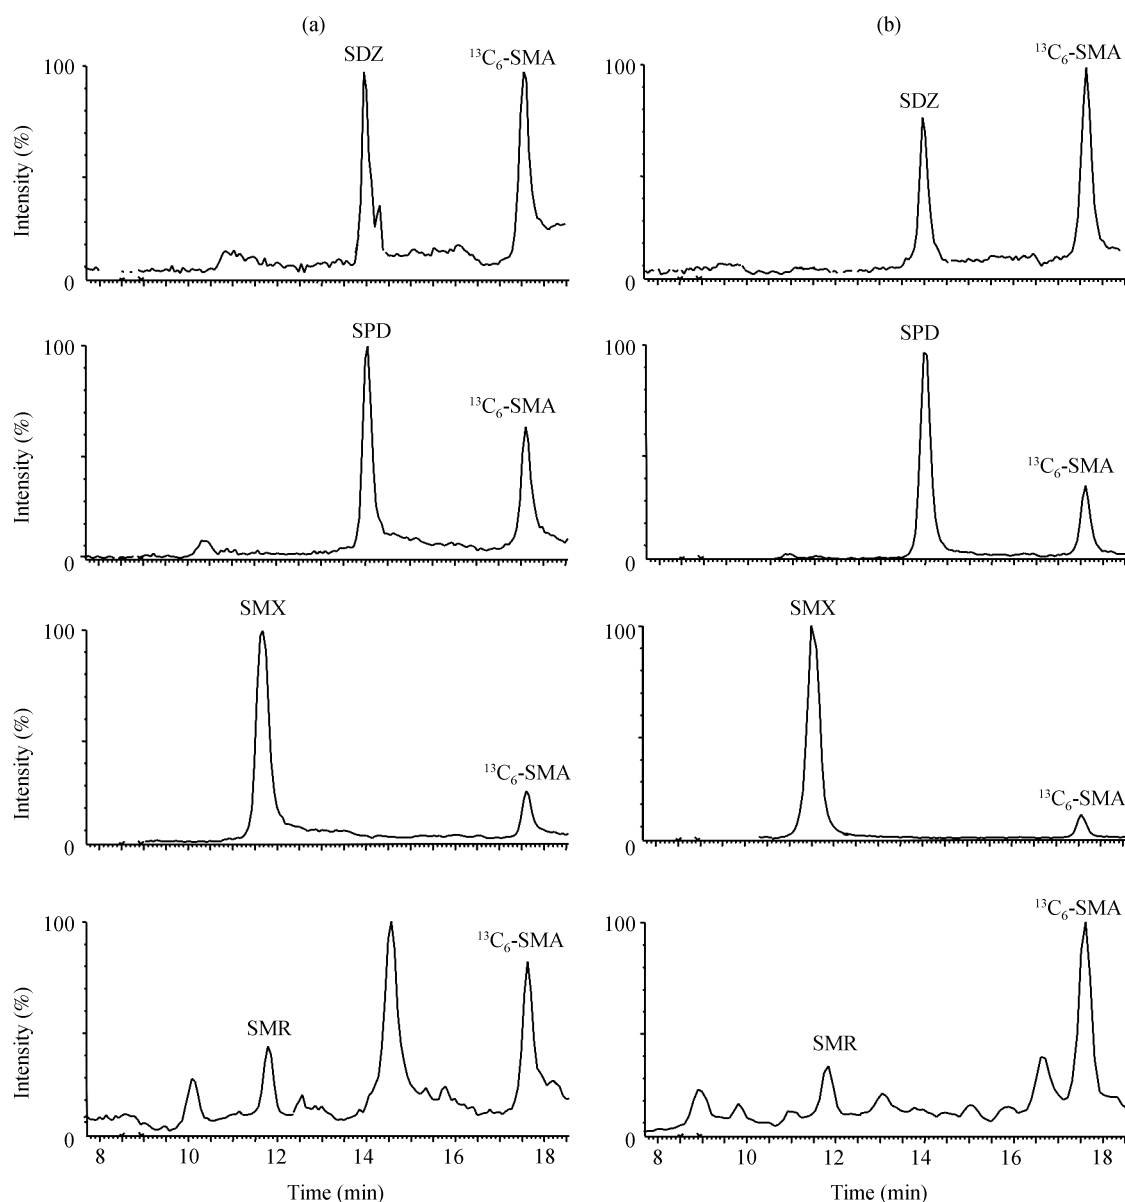 (a)
(b)
SDZ
¹³C₆-SMA
100
Intensity (%)
0
SDZ
¹³C₆-SMA
100
0
SPD
¹³C₆-SMA
100
Intensity (%)
0
SPD
¹³C₆-SMA
100
0
SMX
¹³C₆-SMA
100
Intensity (%)
0
SMX
¹³C₆-SMA
100
0
SMR
¹³C₆-SMA
100
Intensity (%)
0
8 10 12 14 16 18
Time (min)
SMR
¹³C₆-SMA
100
0
8 10 12 14 16 18
Time (min)